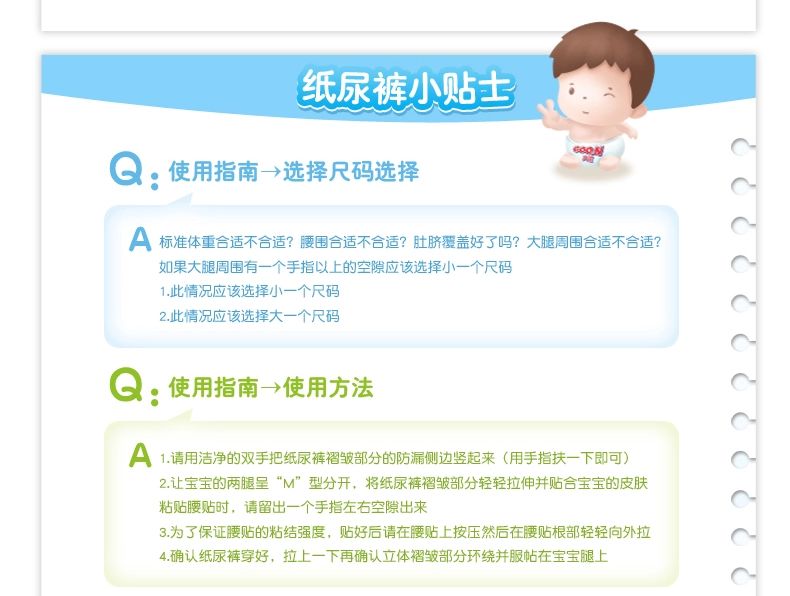 纸尿裤小贴士
GOO.N
Q:使用指南→选择尺码选择
A 标准体重合适不合适？腰围合适不合适？肚脐覆盖好了吗？大腿周围合适不合适？
如果大腿周围有一个手指以上的空隙应该选择小一个尺码
1.此情况应该选择小一个尺码
2.此情况应该选择大一个尺码
Q:使用指南→使用方法
A 1.请用洁净的双手把纸尿裤褶皱部分的防漏侧边竖起来（用手指扶一下即可）
2.让宝宝的两腿呈“M”型分开，将纸尿裤褶皱部分轻轻拉伸并贴合宝宝的皮肤
粘贴腰贴时，请留出一个手指左右空隙出来
3.为了保证腰贴的粘结强度，贴好后请在腰贴上按压然后在腰贴根部轻轻向外拉
4.确认纸尿裤穿好，拉上一下再确认立体褶皱部分环绕并服帖在宝宝腿上